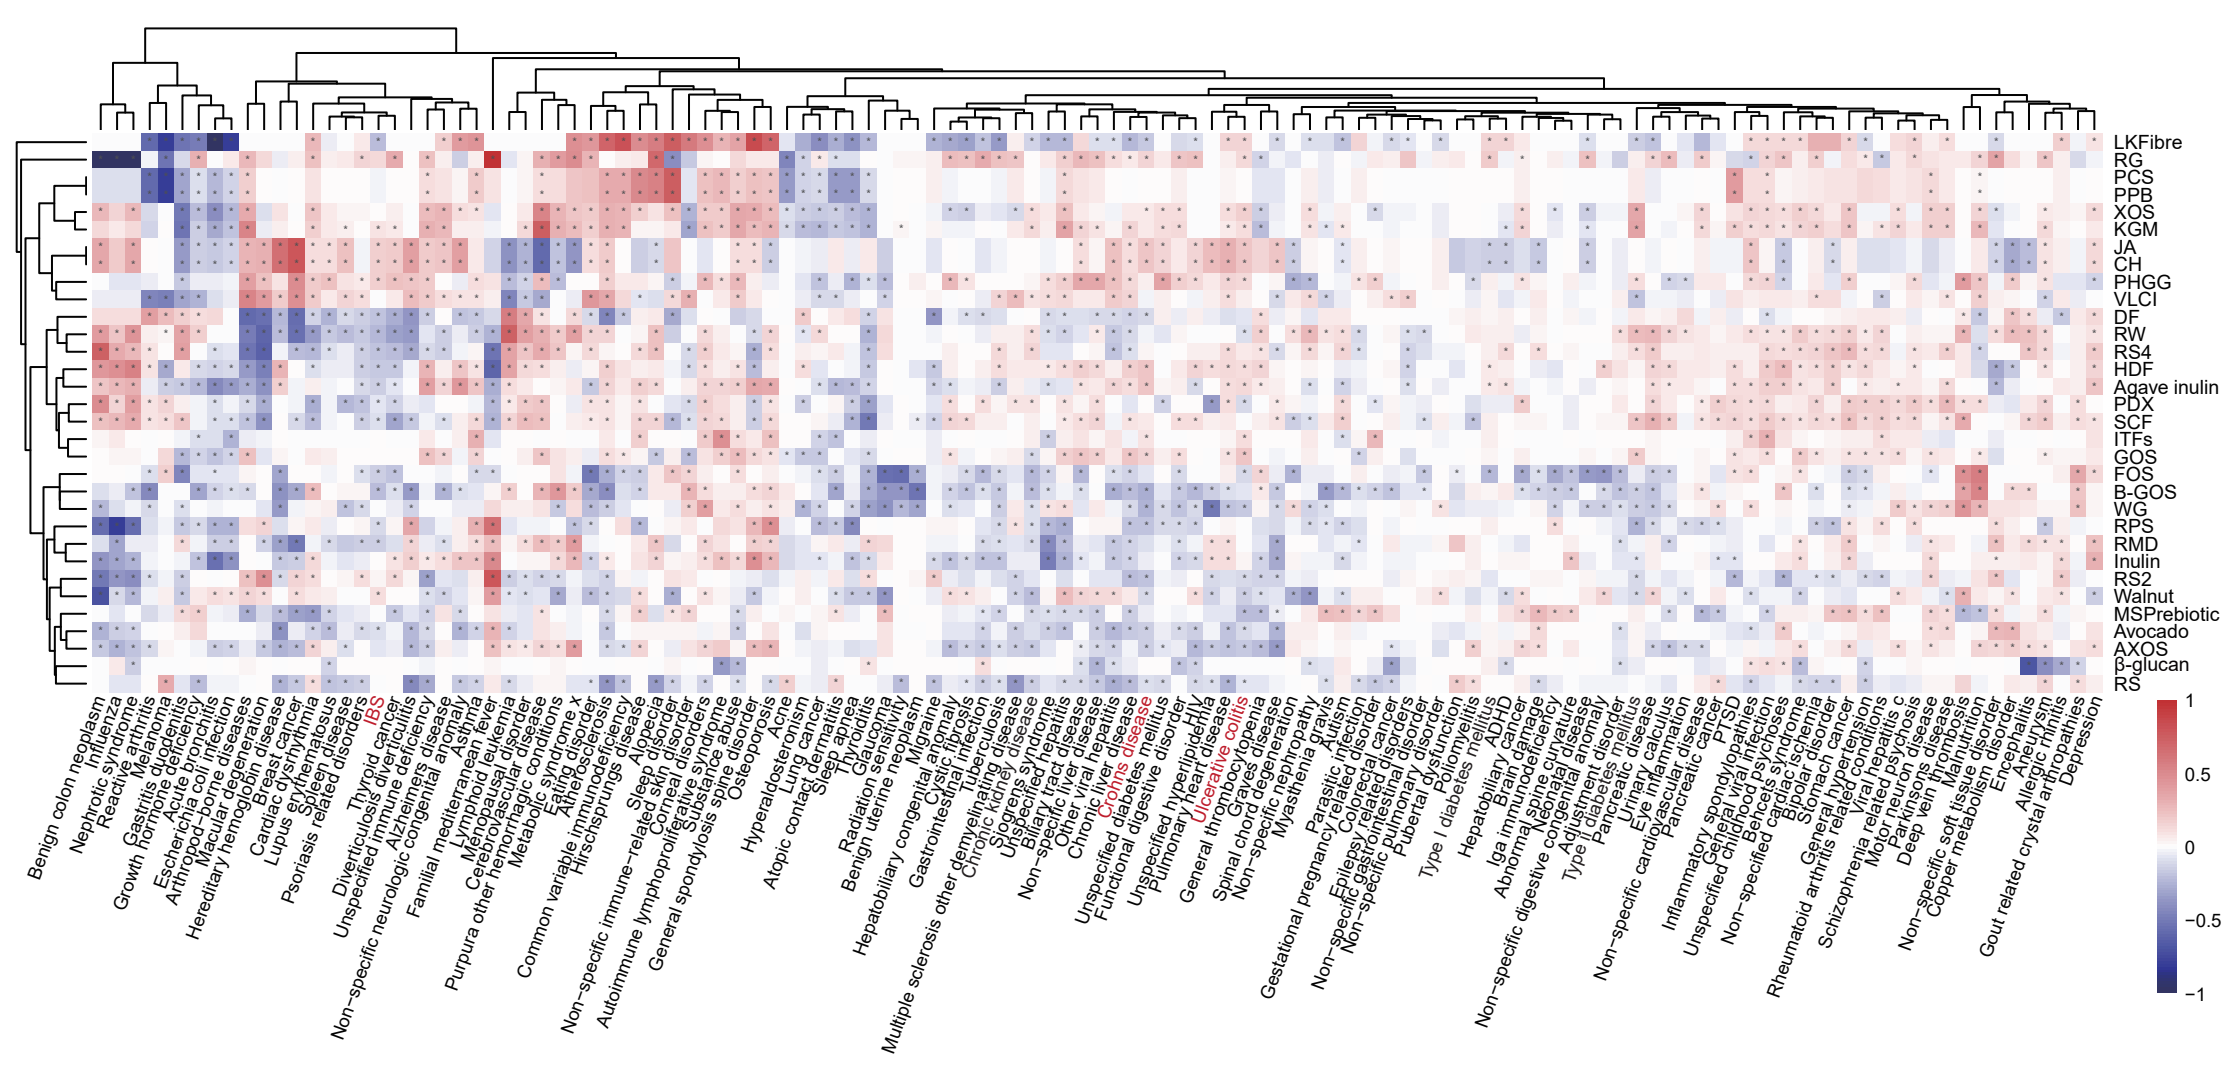 LKFibre
RG
PCS
PPB
XOS
KGM
JA
CH
PHGG
VLCI
DF
RW
RS4
HDF
Agave inulin
PDX
SCF
ITFs
GOS
FOS
B-GOS
WG
RPS
RMD
Inulin
RS2
Walnut
MSPrebiotic
Avocado
AXOS
β-glucan
RS
1
0.5
0
−0.5
−1
Benign colon neoplasm
Influenza
Nephrotic syndrome
Reactive arthritis
Melanoma
Gastritis duodenitis
Growth hormone deficiency
Acute bronchitis
Escherichia coli infection
Arthropod−borne diseases
Macular degeneration
Hereditary hemoglobin disease
Breast cancer
Cardiac dysrhythmia
Lupus erythematosus
Spleen disease
Psoriasis related disorders
IBS
Thyroid cancer
Diverticulosis diverticulitis
Unspecified immune deficiency
Alzheimers disease
Non−specific neurologic congenital anomaly
Asthma
Familial mediterranean fever
Lymphoid leukemia
Menopausal disorder
Cerebrovascular disease
Purpura other hemorrhagic conditions
Metabolic syndrome x
Eating disorder
Atherosclerosis
Common variable immunodeficiency
Hirschsprungs disease
Alopecia
Sleep disorder
Non−specific immune−related skin disorder
Corneal disorders
Autoimmune lymphoproliferative syndrome
Substance abuse
General spondylosis spine disorder
Osteoporosis
Acne
Hyperaldosteronism
Lung cancer
Atopic contact dermatitis
Sleep apnea
Thyroiditis
Glaucoma
Radiation sensitivity
Benign uterine neoplasm
Migraine
Hepatobiliary congenital anomaly
Cystic fibrosis
Gastrointestinal infection
Tuberculosis
Multiple sclerosis other demyelinating disease
Chronic kidney disease
Sjogrens syndrome
Unspecified hepatitis
Biliary tract disease
Non−specific liver disease
Other viral hepatitis
Chronic liver disease
Crohns disease
Unspecified diabetes mellitus
Functional digestive disorder
HIV
Unspecified hyperlipidemia
Pulmonary heart disease
Ulcerative colitis
General thrombocytopenia
Graves disease
Spinal chord degeneration
Non−specific nephropathy
Myasthenia gravis
Autism
Parasitic infection
Gestational pregnancy related disorder
Colorectal cancer
Epilepsy related disorders
Non−specific gastrointestinal disorder
Non−specific pulmonary disorder
Pubertal dysfunction
Poliomyelitis
Type I diabetes mellitus
ADHD
Hepatobiliary cancer
Brain damage
Iga immunodeficiency
Abnormal spine curvature
Neonatal disease
Non−specific digestive congenital anomaly
Adjustment disorder
Type II diabetes mellitus
Pancreatic disease
Urinary calculus
Eye inflammation
Non−specific cardiovascular disease
Pancreatic cancer
PTSD
Inflammatory spondylopathies
General viral infection
Unspecified childhood psychoses
Behcets syndrome
Non−specified cardiac ischemia
Bipolar disorder
Stomach cancer
General hypertension
Rheumatoid arthritis related conditions
Viral hepatitis c
Schizophrenia related psychosis
Motor neuron disease
Parkinsons disease
Deep vein thrombosis
Malnutrition
Non−specific soft tissue disorder
Copper metabolism disorder
Encephalitis
Aneurysm
Allergic rhinitis
Gout related crystal arthropathies
Depression